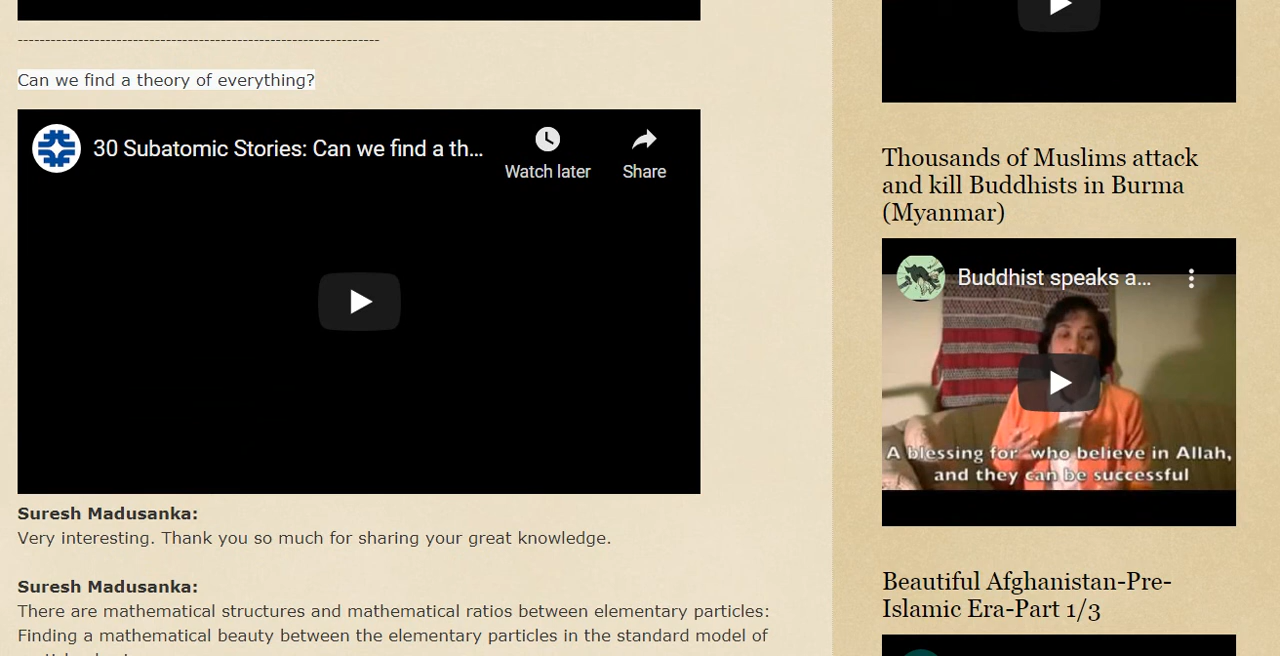 ------------------------------------------------------------------
Can we find a theory of everything?
30 Subatomic Stories: Can we find a th...
Watch later
Share
Suresh Madusanka:
Very interesting. Thank you so much for sharing your great knowledge.
Suresh Madusanka:
There are mathematical structures and mathematical ratios between elementary particles:
Finding a mathematical beauty between the elementary particles in the standard model of
Thousands of Muslims attack
and kill Buddhists in Burma
(Myanmar)
Buddhist speaks a...
A blessing for who believe in Allah,
and they can be successful
Beautiful Afghanistan-Pre-
Islamic Era-Part 1/3